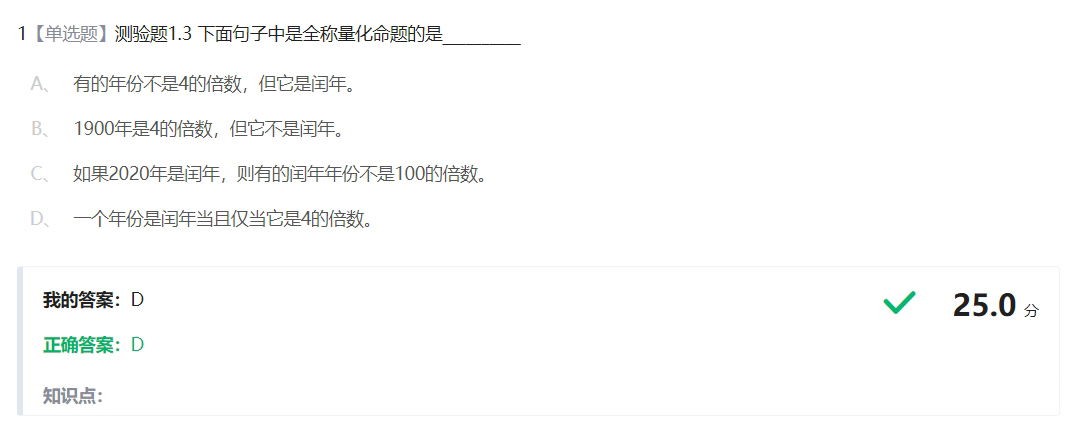 1【单选题】测验题1.3 下面句子中是全称量化命题的是________
A、 有的年份不是4的倍数，但它是闰年。
B、 1900年是4的倍数，但它不是闰年。
C、 如果2020年是闰年，则有的闰年年份不是100的倍数。
D、 一个年份是闰年当且仅当它是4的倍数。
我的答案：D
25.0 分
正确答案：D
知识点：